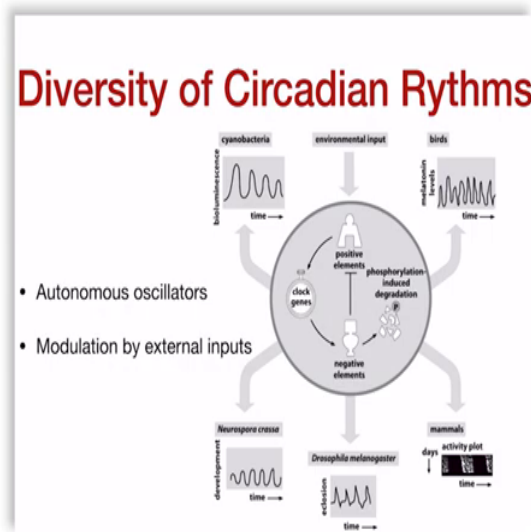 Diversity of Circadian Rythms
cyanobacteria
environmental input
birds
bioluminescence
time
melatonin
levels
time
positive
elements
phosphorylation-
induced
degradation
clock
genes
P
negative
elements
• Autonomous oscillators
• Modulation by external inputs
Neurospora crassa
development
time
Drosophila melanogaster
eclosion
time
mammals
activity plot
days
time